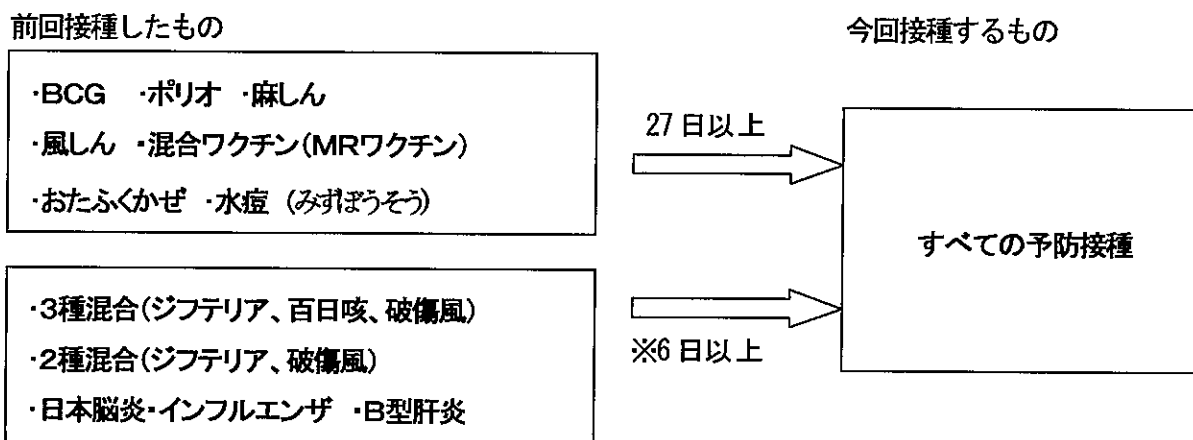 前回接種したもの
今回接種するもの
・BCG ・ポリオ ・麻しん
・風しん ・混合ワクチン(MRワクチン)
・おたふくかぜ ・水痘 (みずぼうそう)
27日以上
すべての予防接種
・3種混合(ジフテリア、百日咳、破傷風)
・2種混合(ジフテリア、破傷風)
・日本脳炎・インフルエンザ ・B型肝炎
※6日以上